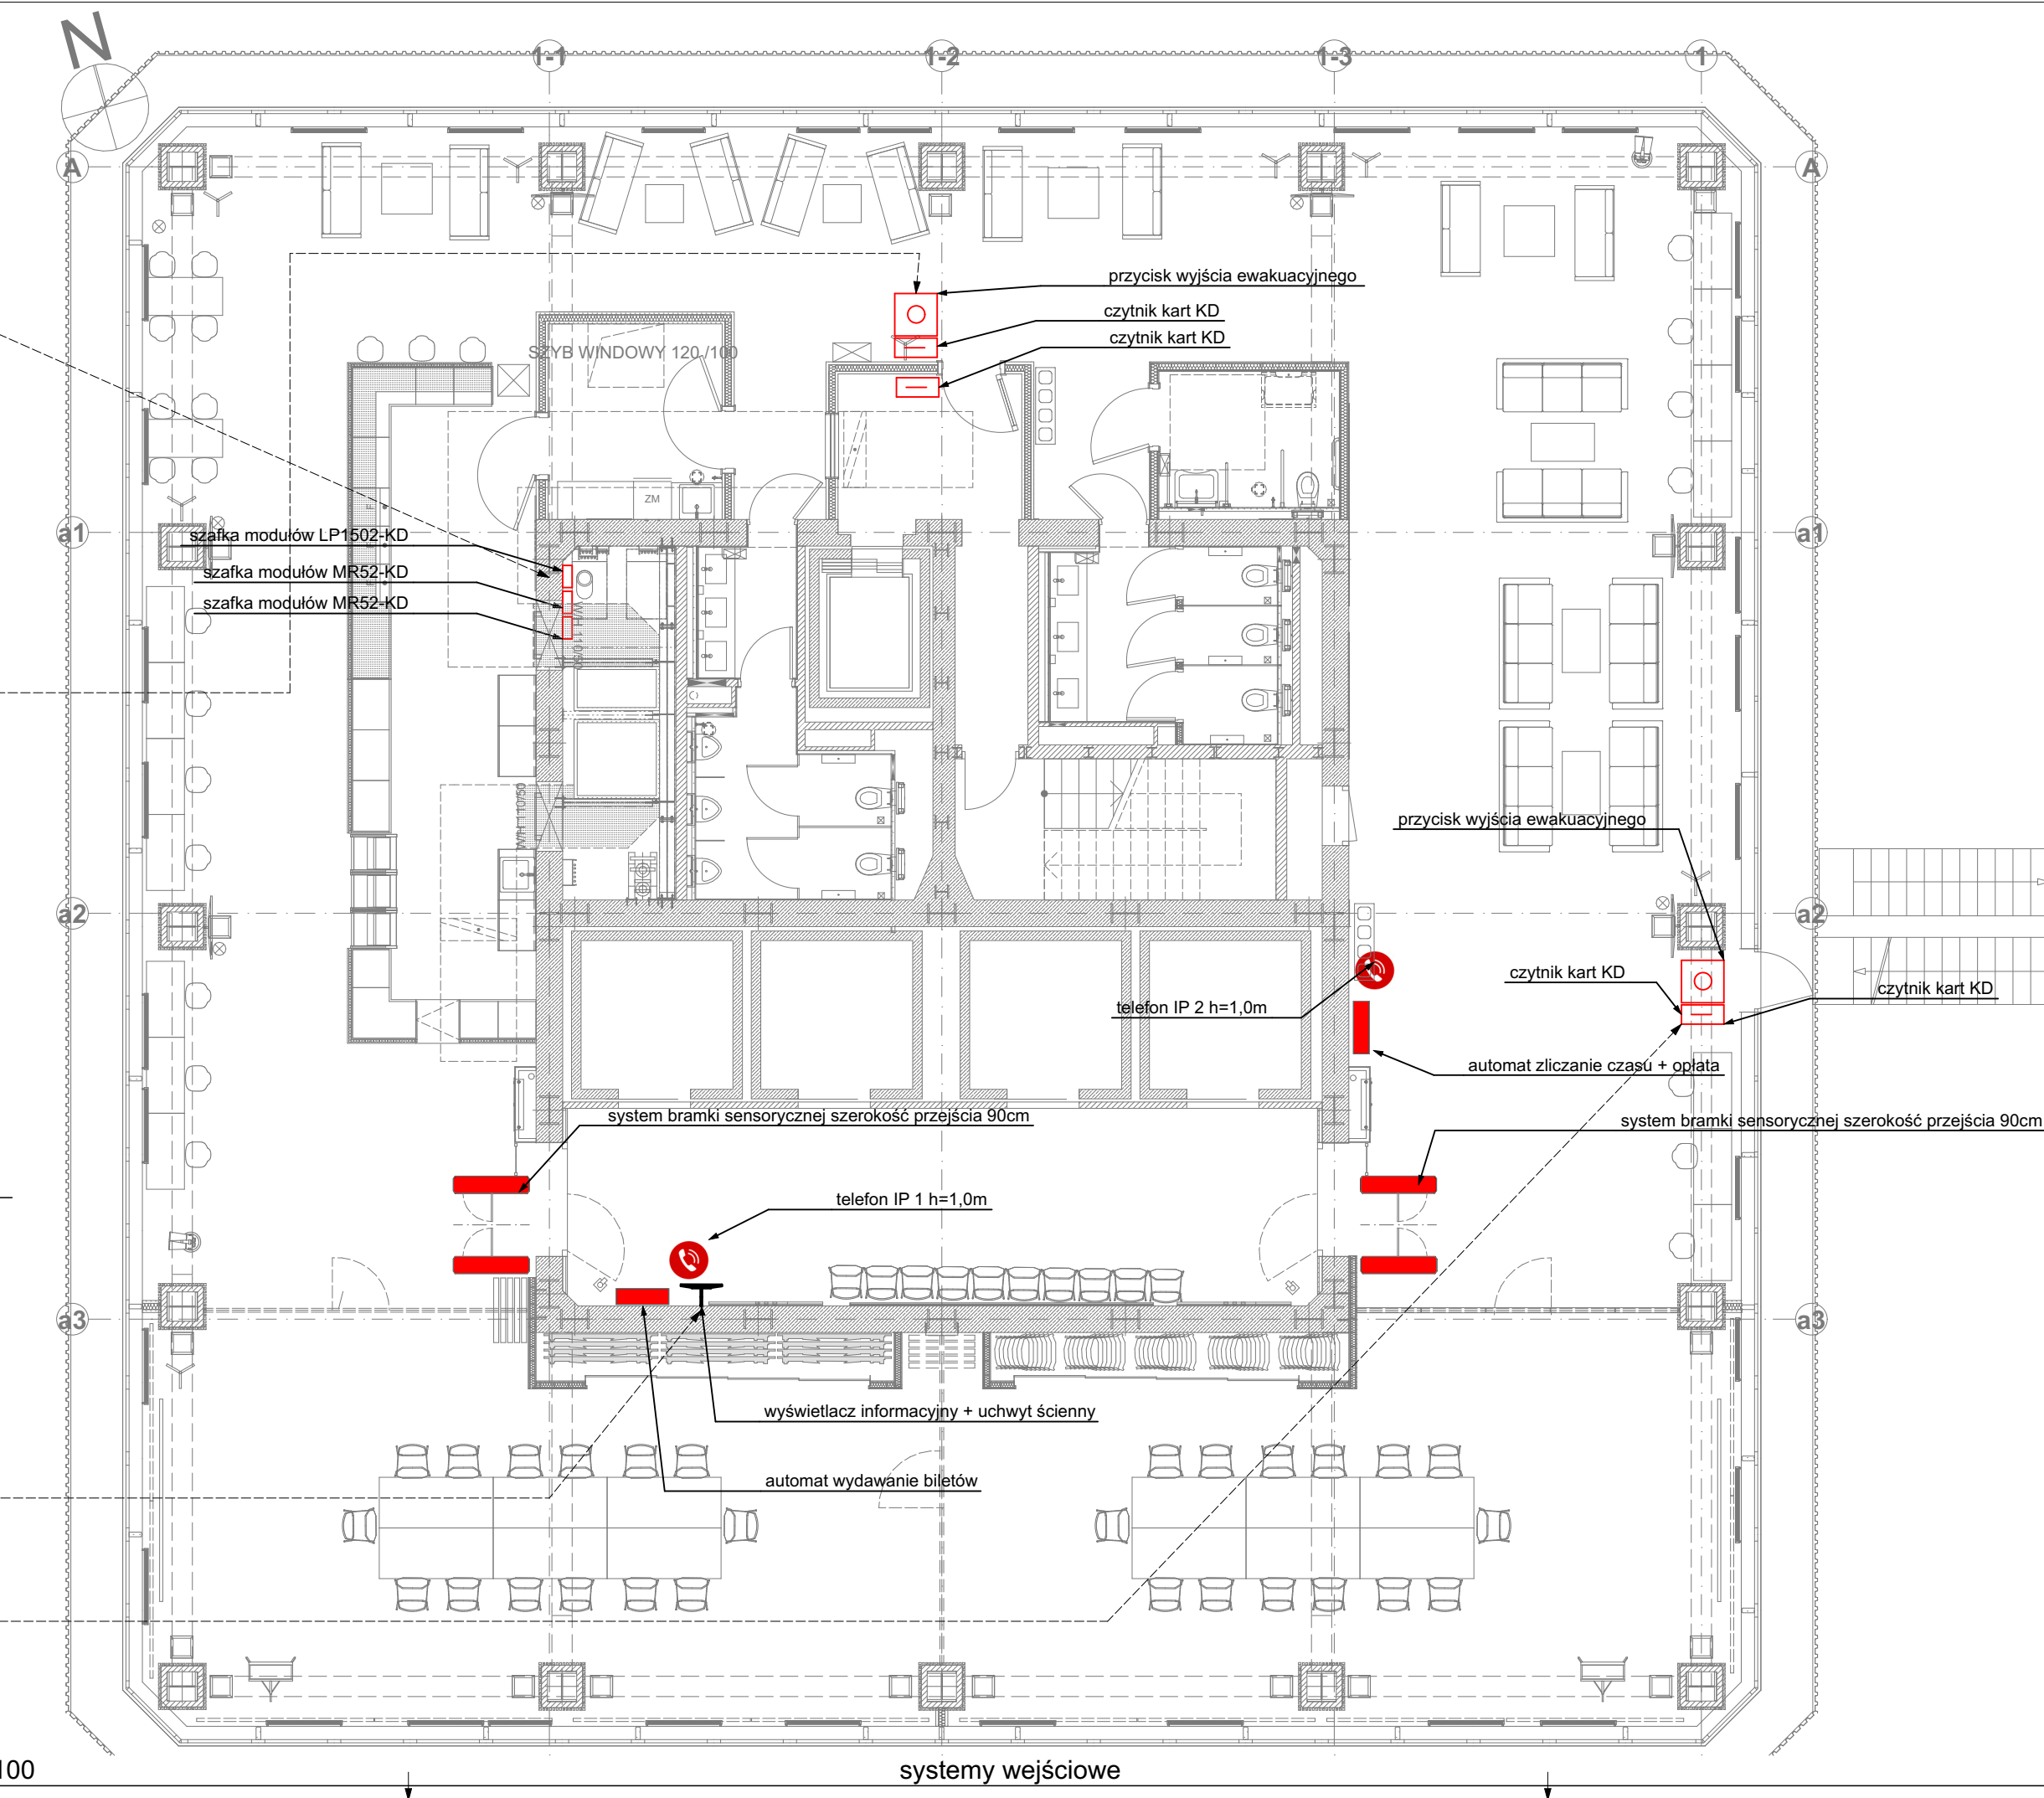 N
1-1
1-2
1-3
1
A
A
przycisk wyjścia ewakuacyjnego
czytnik kart KD
czytnik kart KD
SZYB WINDOWY 120 /100
ZM
a1
a1
szafka modułów LP1502-KD
szafka modułów MR52-KD
szafka modułów MR52-KD
przycisk wyjścia ewakuacyjnego
a2
a2
czytnik kart KD
czytnik kart KD
telefon IP 2 h=1,0m
automat zliczanie czasu + opłata
system bramki sensorycznej szerokość przejścia 90cm
system bramki sensorycznej szerokość przejścia 90cm
telefon IP 1 h=1,0m
a3
a3
wyświetlacz informacyjny + uchwyt ścienny
automat wydawanie biletów
100
systemy wejściowe